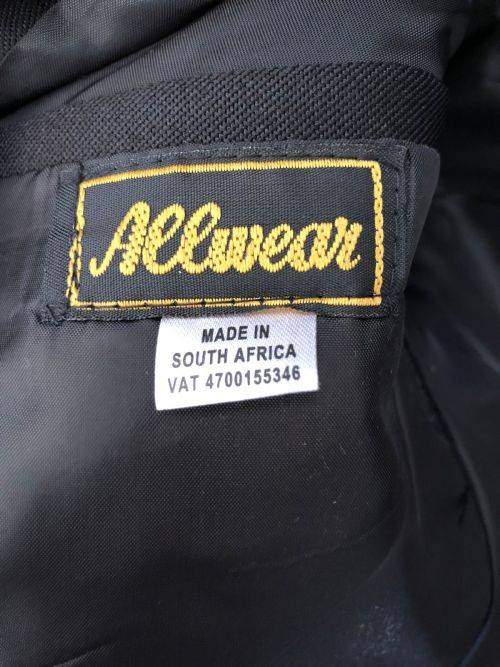 Allwear
MADE IN
SOUTH AFRICA
VAT 4700155346